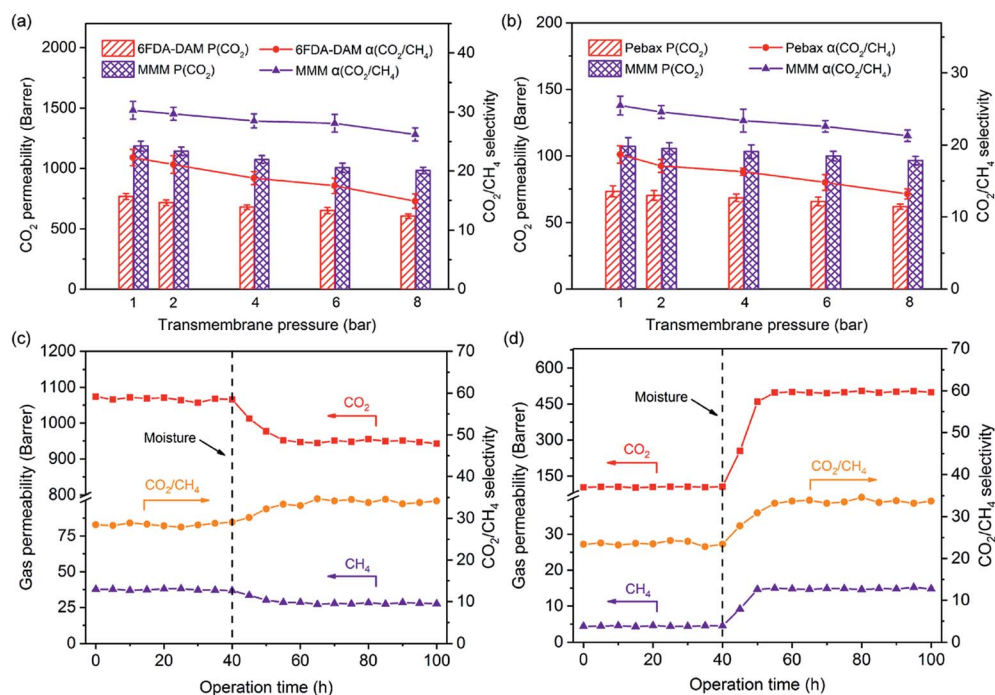 (a)
2000
1500
1000
500
0
CO₂ permeability (Barrer)
6FDA-DAM P(CO₂)
MMM P(CO₂)
6FDA-DAM α(CO₂/CH₄)
MMM α(CO₂/CH₄)
40
30
20
10
0
CO₂/CH₄ selectivity
1 2 4 6 8
Transmembrane pressure (bar)
(b)
200
150
100
50
0
CO₂ permeability (Barrer)
Pebax P(CO₂)
MMM P(CO₂)
Pebax α(CO₂/CH₄)
MMM α(CO₂/CH₄)
30
20
10
0
CO₂/CH₄ selectivity
1 2 4 6 8
Transmembrane pressure (bar)
(c)
1200
1100
1000
950
900
800
75
50
25
0
Gas permeability (Barrer)
Moisture
CO₂
CO₂/CH₄
CH₄
70
60
50
40
30
20
10
0
CO₂/CH₄ selectivity
0 20 40 60 80 100
Operation time (h)
(d)
600
450
300
150
30
20
10
5
0
Gas permeability (Barrer)
Moisture
CO₂
CO₂/CH₄
CH₄
70
60
50
40
30
20
10
0
CO₂/CH₄ selectivity
0 20 40 60 80 100
Operation time (h)